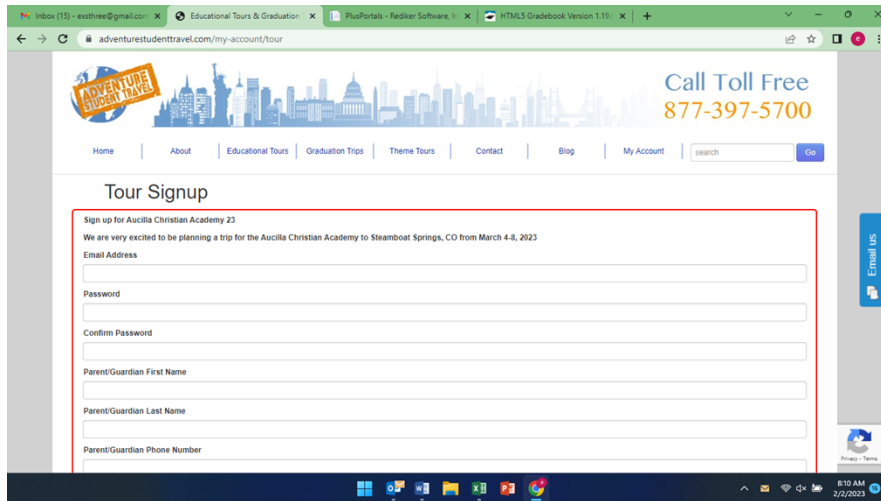 Inbox (15) - exsthree@gmail.com
Educational Tours & Graduation
PlusPortals - Rediker Software, In
HTML5 Gradebook Version 1.19.
adventurestudenttravel.com/my-account/tour
ADVENTURE
STUDENT TRAVEL
Call Toll Free
877-397-5700
Home About Educational Tours Graduation Trips Theme Tours Contact Blog My Account search Go
Tour Signup
Sign up for Aucilla Christian Academy 23
We are very excited to be planning a trip for the Aucilla Christian Academy to Steamboat Springs, CO from March 4-8, 2023
Email Address
Password
Confirm Password
Parent/Guardian First Name
Parent/Guardian Last Name
Parent/Guardian Phone Number
Email us
Privacy - Terms
8:10 AM
2/2/2023